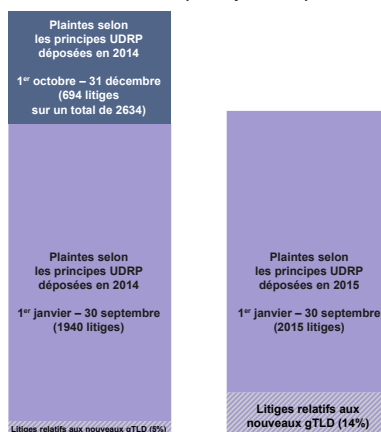 Plaintes selon
les principes UDRP
déposées en 2014
1er octobre – 31 décembre
(694 litiges
sur un total de 2634)
Plaintes selon
les principes UDRP
déposées en 2014
1er janvier – 30 septembre
(1940 litiges)
Litiges relatifs aux nouveaux gTLD (5%)
Plaintes selon
les principes UDRP
déposées en 2015
1er janvier – 30 septembre
(2015 litiges)
Litiges relatifs aux
nouveaux gTLD (14%)